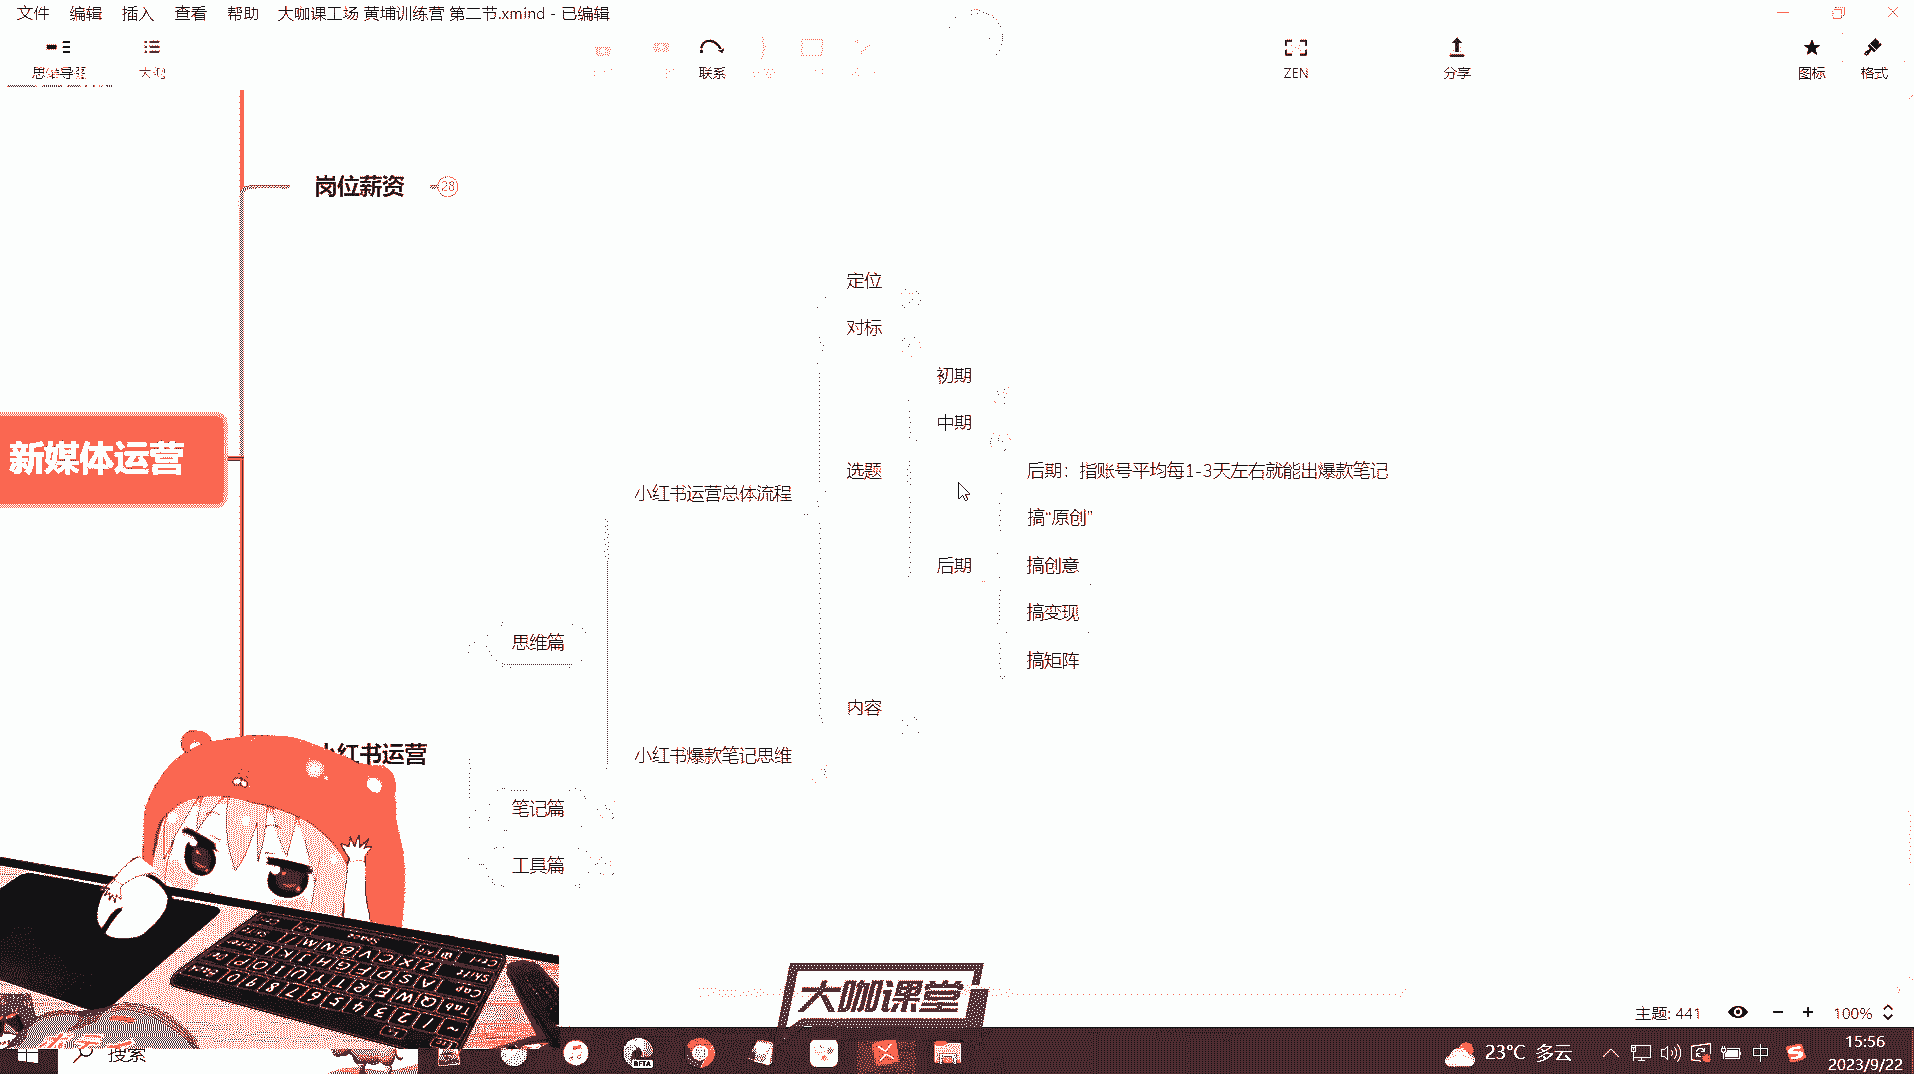 文件 编辑 插入 查看 帮助 大咖课工场 黄埔训练营 第二节.xmind - 已编辑
联系 ZEN 分享 图标 格式
岗位薪资 28
定位
对标
初期
中期
新媒体运营
选题
后期：指账号平均每1-3天左右就能出爆款笔记
小红书运营总体流程
搞“原创”
后期
搞创意
搞变现
思维篇
搞矩阵
内容
小红书运营
小红书爆款笔记思维
笔记篇
工具篇
大咖课堂
主题: 441 100%
搜索
BETA
23°C 多云
中
15:56
2023/9/22